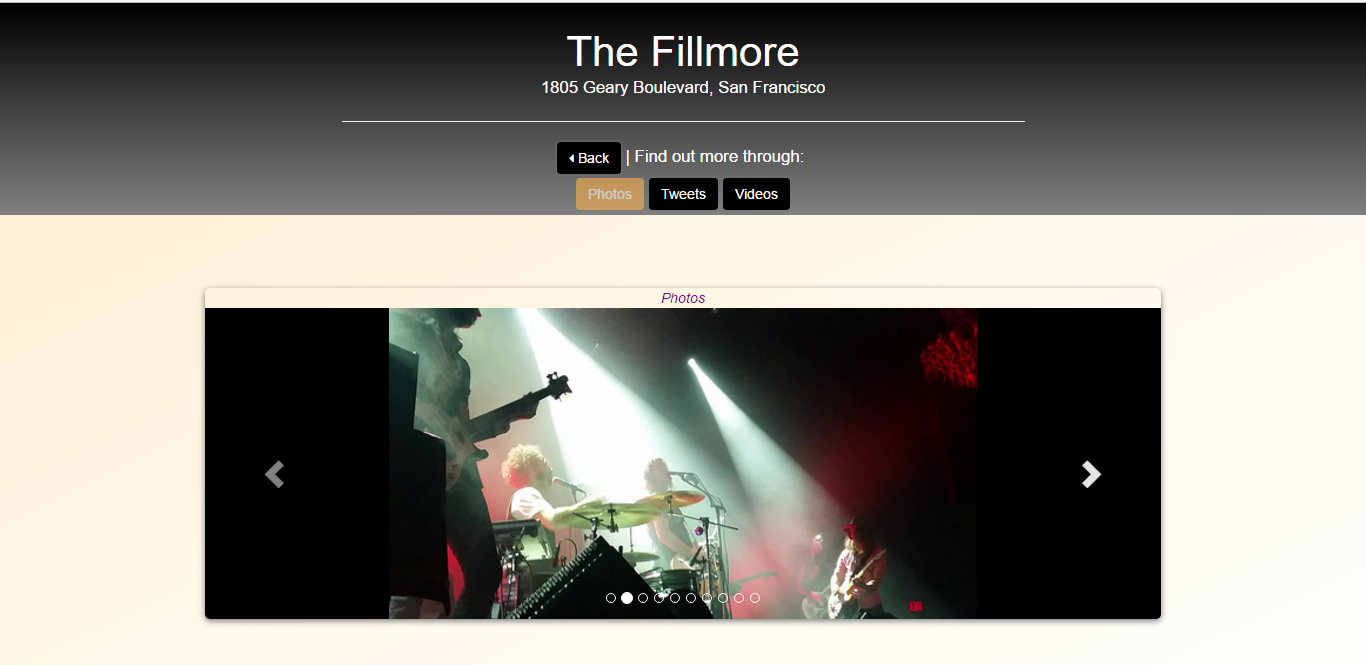 The Fillmore
1805 Geary Boulevard, San Francisco
Back | Find out more through:
Photos Tweets Videos
Photos